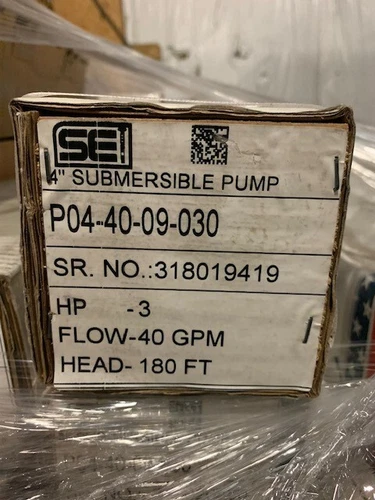 SEI
4" SUBMERSIBLE PUMP
P04-40-09-030
SR. NO.:318019419
HP -3
FLOW-40 GPM
HEAD- 180 FT